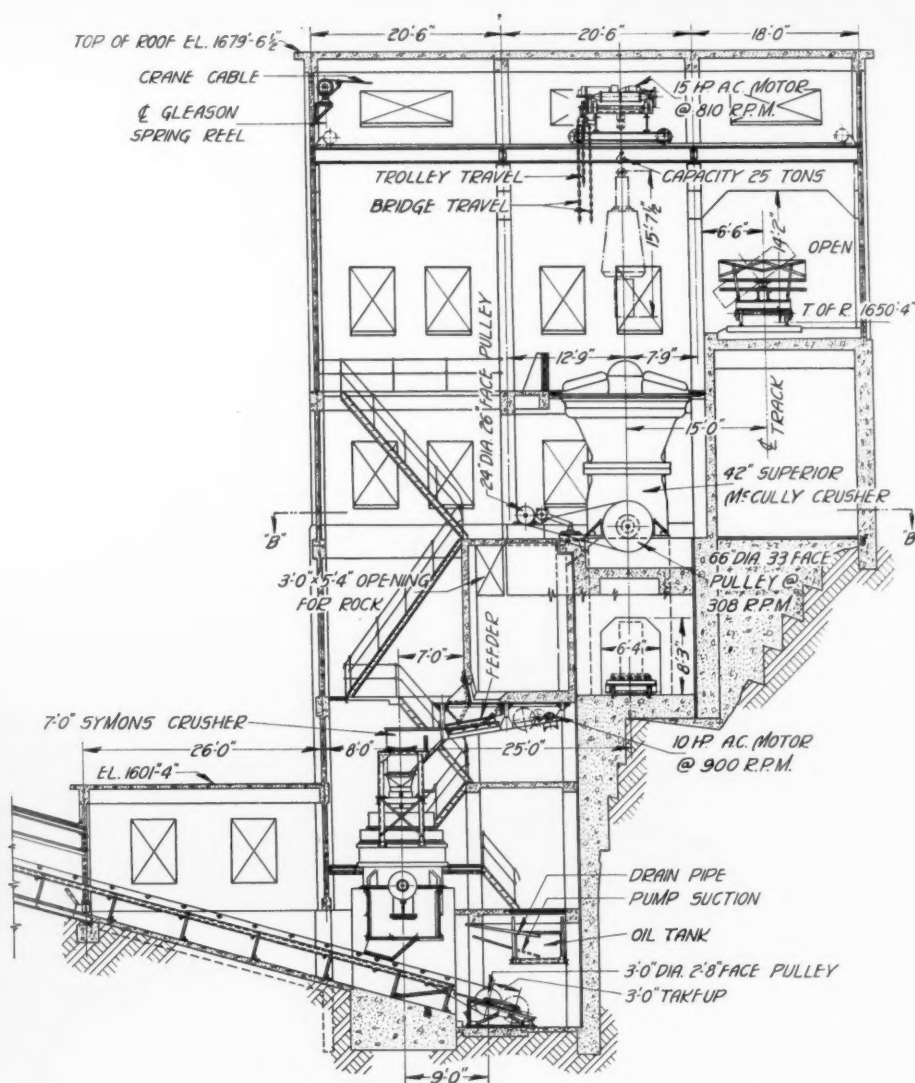 20'-6" 20'-6" 18'-0"
TOP OF ROOF EL. 1679'-6½"
CRANE CABLE
15 H.P. A.C. MOTOR
@ 810 R.P.M.
℄ GLEASON
SPRING REEL
TROLLEY TRAVEL
CAPACITY 25 TONS
BRIDGE TRAVEL
15'-7½"
6'-6"
14'-2"
OPEN
T. OF R. 1650'-4"
24" DIA. 26" FACE PULLEY
12'-9" 7'-9"
15'-0"
℄ TRACK
42" SUPERIOR
McCULLY CRUSHER
"B" "B"
66 DIA. 33 FACE
PULLEY @
308 R.P.M.
3'-0" × 5'-4" OPENING
FOR ROCK
FEEDER
7'-0"
6'-4"
8'-3"
7'-0" SYMONS CRUSHER
26'-0" 8'-0" 25'-0"
10 H.P. A.C. MOTOR
@ 900 R.P.M.
EL. 1601'-4"
DRAIN PIPE
PUMP SUCTION
OIL TANK
3'-0" DIA. 2'-8" FACE PULLEY
3'-0" TAKEUP
9'-0"